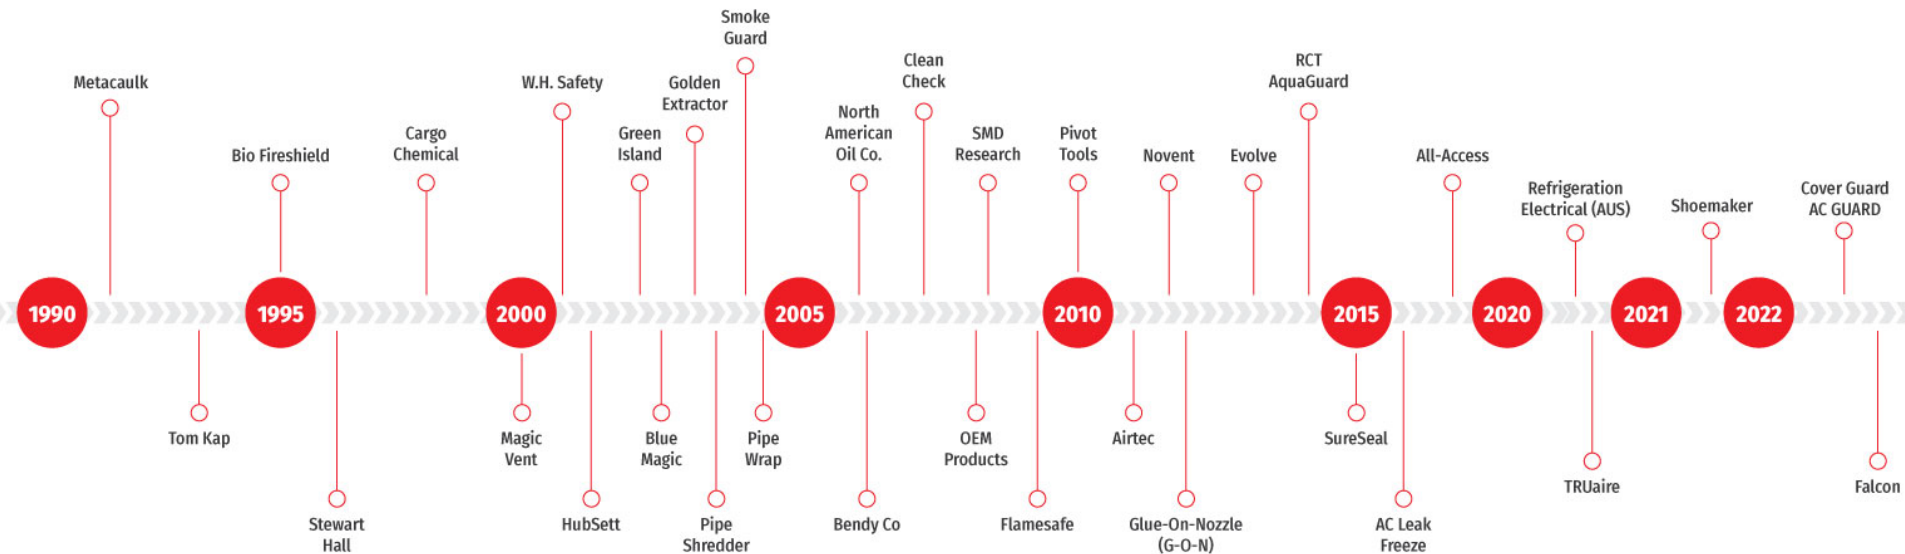 Metacaulk
Bio Fireshield
Cargo
Chemical
W.H. Safety
Green
Island
Golden
Extractor
Smoke
Guard
North
American
Oil Co.
Clean
Check
SMD
Research
Pivot
Tools
Novent
Evolve
RCT
AquaGuard
All-Access
Refrigeration
Electrical (AUS)
Shoemaker
Cover Guard
AC GUARD
1990
1995
2000
2005
2010
2015
2020
2021
2022
Tom Kap
Stewart
Hall
Magic
Vent
HubSett
Blue
Magic
Pipe
Shredder
Pipe
Wrap
Bendy Co
OEM
Products
Flamesafe
Airtec
Glue-On-Nozzle
(G-O-N)
SureSeal
AC Leak
Freeze
TRUaire
Falcon